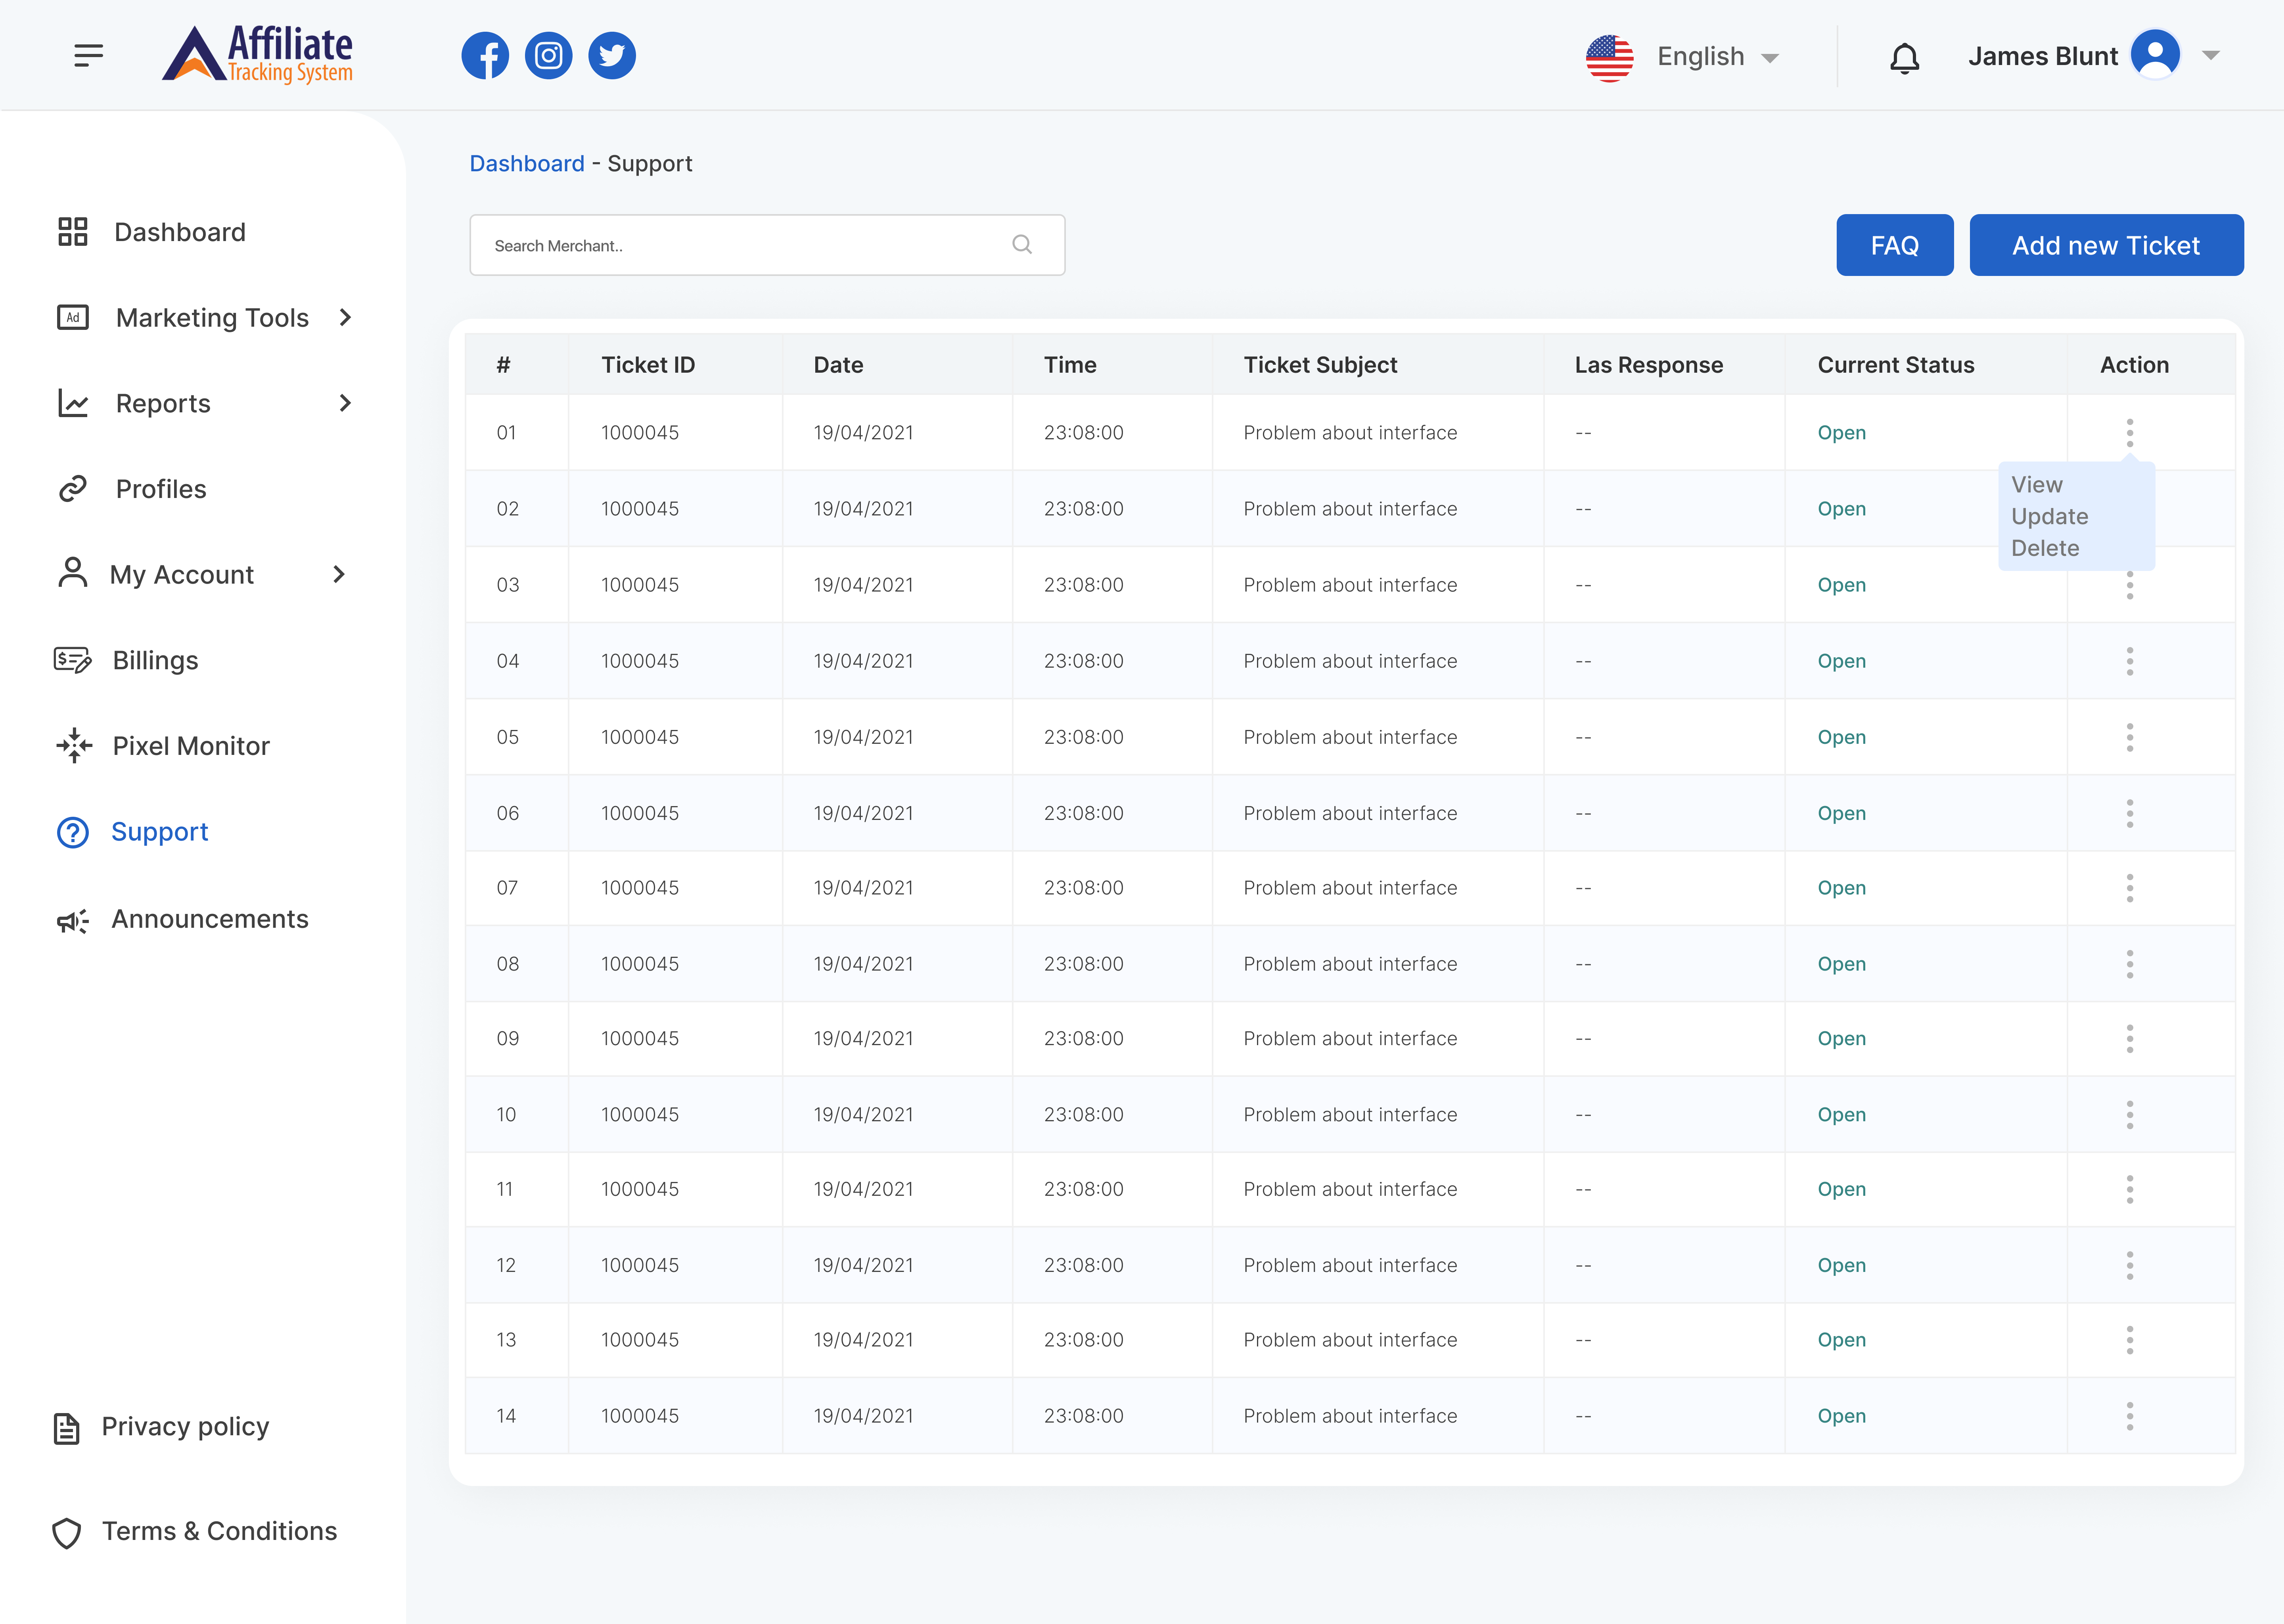 Affiliate
Tracking System
English
James Blunt
Dashboard - Support
Search Merchant..
FAQ
Add new Ticket
Dashboard
Ad
Marketing Tools
Reports
Profiles
My Account
$
Billings
Pixel Monitor
?
Support
Announcements
Privacy policy
Terms & Conditions
# Ticket ID Date Time Ticket Subject Las Response Current Status Action
01 1000045 19/04/2021 23:08:00 Problem about interface -- Open
View
Update
Delete
02 1000045 19/04/2021 23:08:00 Problem about interface -- Open
03 1000045 19/04/2021 23:08:00 Problem about interface -- Open
04 1000045 19/04/2021 23:08:00 Problem about interface -- Open
05 1000045 19/04/2021 23:08:00 Problem about interface -- Open
06 1000045 19/04/2021 23:08:00 Problem about interface -- Open
07 1000045 19/04/2021 23:08:00 Problem about interface -- Open
08 1000045 19/04/2021 23:08:00 Problem about interface -- Open
09 1000045 19/04/2021 23:08:00 Problem about interface -- Open
10 1000045 19/04/2021 23:08:00 Problem about interface -- Open
11 1000045 19/04/2021 23:08:00 Problem about interface -- Open
12 1000045 19/04/2021 23:08:00 Problem about interface -- Open
13 1000045 19/04/2021 23:08:00 Problem about interface -- Open
14 1000045 19/04/2021 23:08:00 Problem about interface -- Open